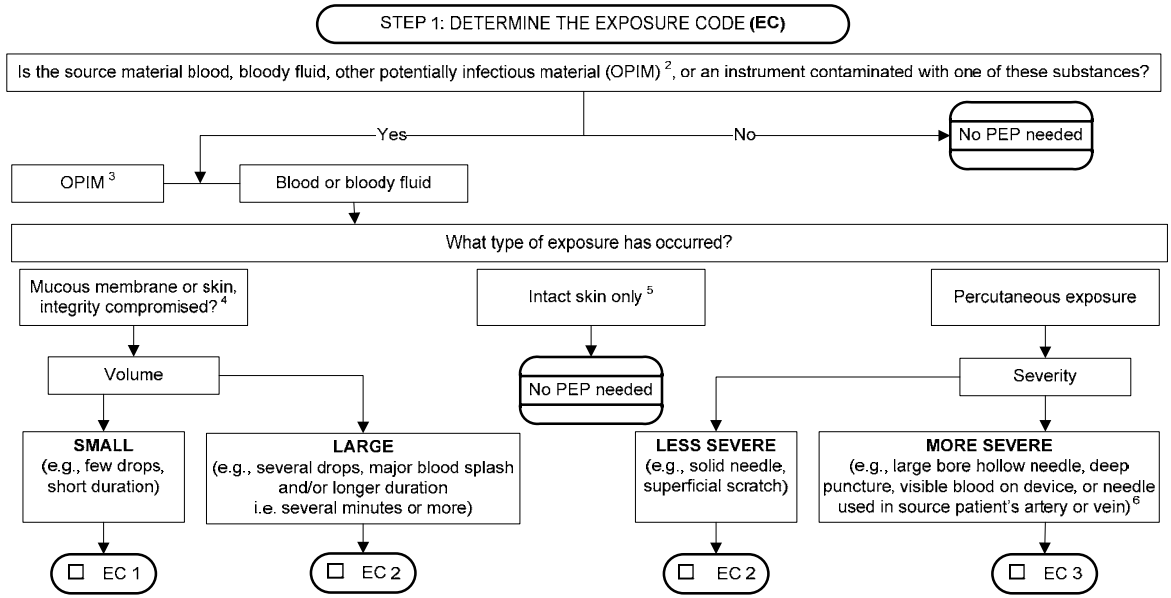 STEP 1: DETERMINE THE EXPOSURE CODE (EC)
Is the source material blood, bloody fluid, other potentially infectious material (OPIM) 2, or an instrument contaminated with one of these substances?
Yes
No
No PEP needed
OPIM 3
Blood or bloody fluid
What type of exposure has occurred?
Mucous membrane or skin,
integrity compromised? 4
Intact skin only 5
Percutaneous exposure
Volume
No PEP needed
Severity
SMALL
(e.g., few drops,
short duration)
LARGE
(e.g., several drops, major blood splash
and/or longer duration
i.e. several minutes or more)
LESS SEVERE
(e.g., solid needle,
superficial scratch)
MORE SEVERE
(e.g., large bore hollow needle, deep
puncture, visible blood on device, or needle
used in source patient's artery or vein) 6
☐ EC 1
☐ EC 2
☐ EC 2
☐ EC 3